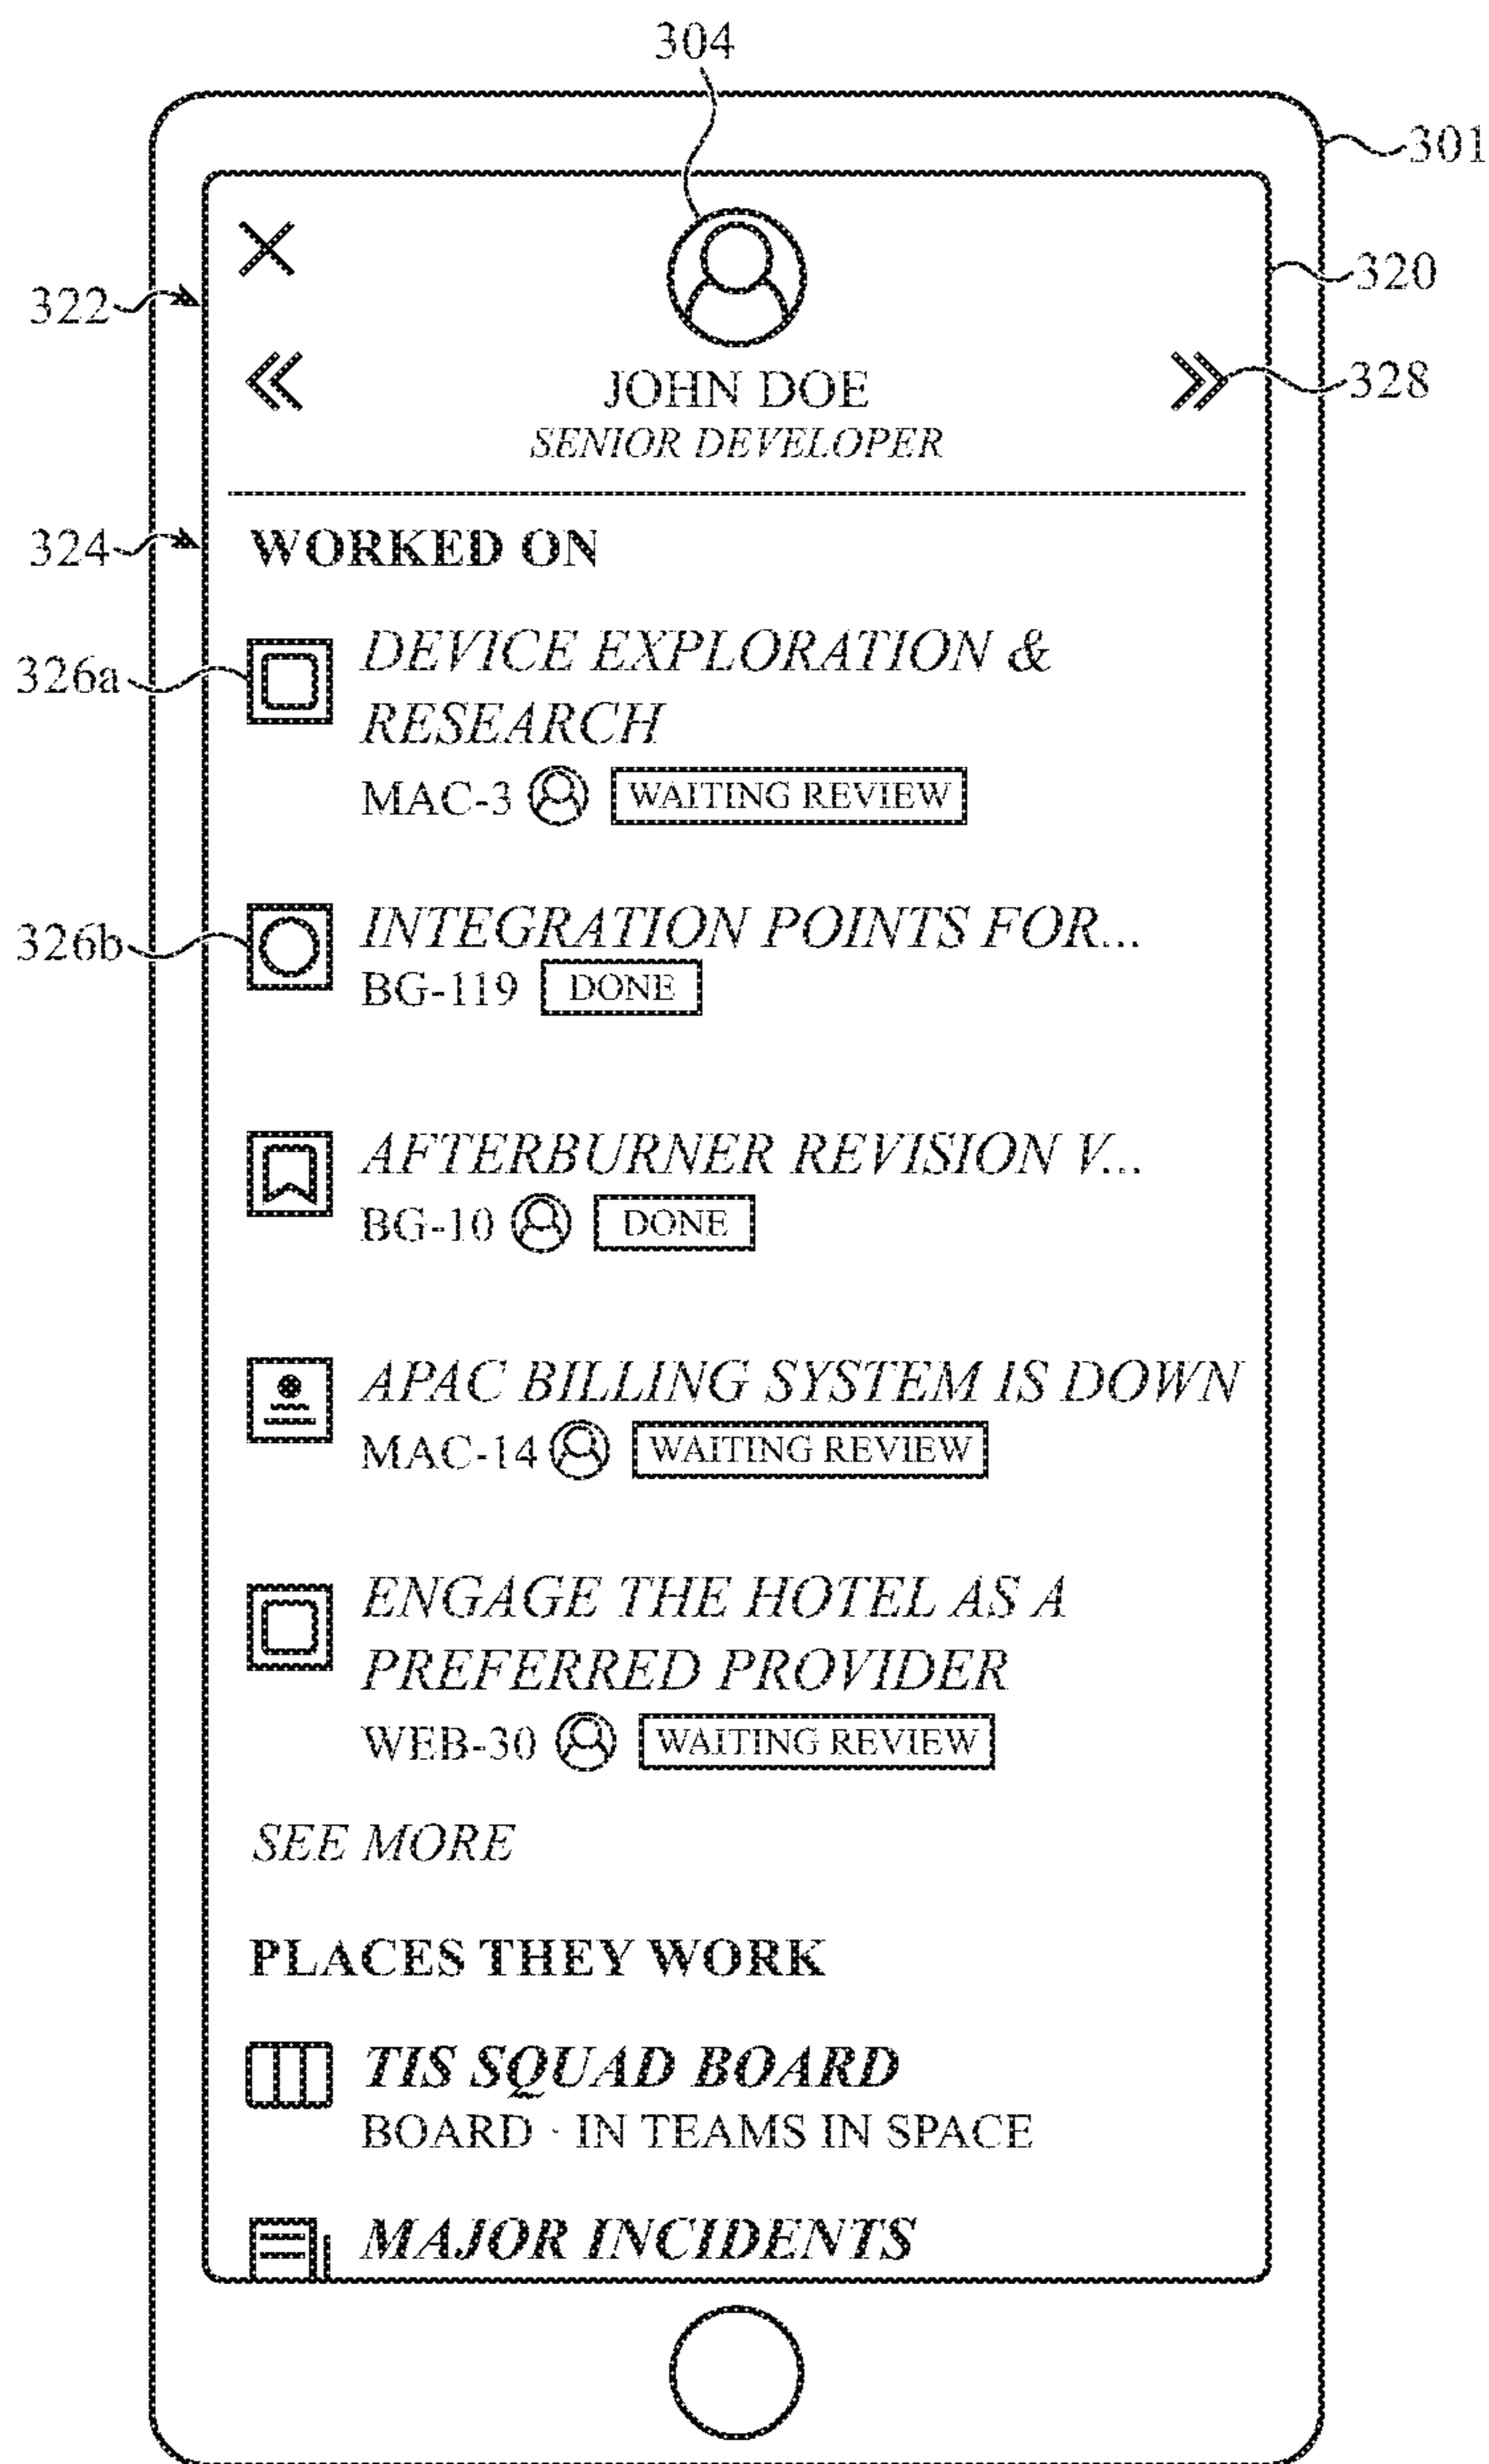 304
301
320
322
328
JOHN DOE
SENIOR DEVELOPER
324
WORKED ON
326a
DEVICE EXPLORATION &
RESEARCH
MAC-3 WAITING REVIEW
326b
INTEGRATION POINTS FOR...
BG-119 DONE
AFTERBURNER REVISION V...
BG-10 DONE
APAC BILLING SYSTEM IS DOWN
MAC-14 WAITING REVIEW
ENGAGE THE HOTEL AS A
PREFERRED PROVIDER
WEB-30 WAITING REVIEW
SEE MORE
PLACES THEY WORK
TIS SQUAD BOARD
BOARD · IN TEAMS IN SPACE
MAJOR INCIDENTS